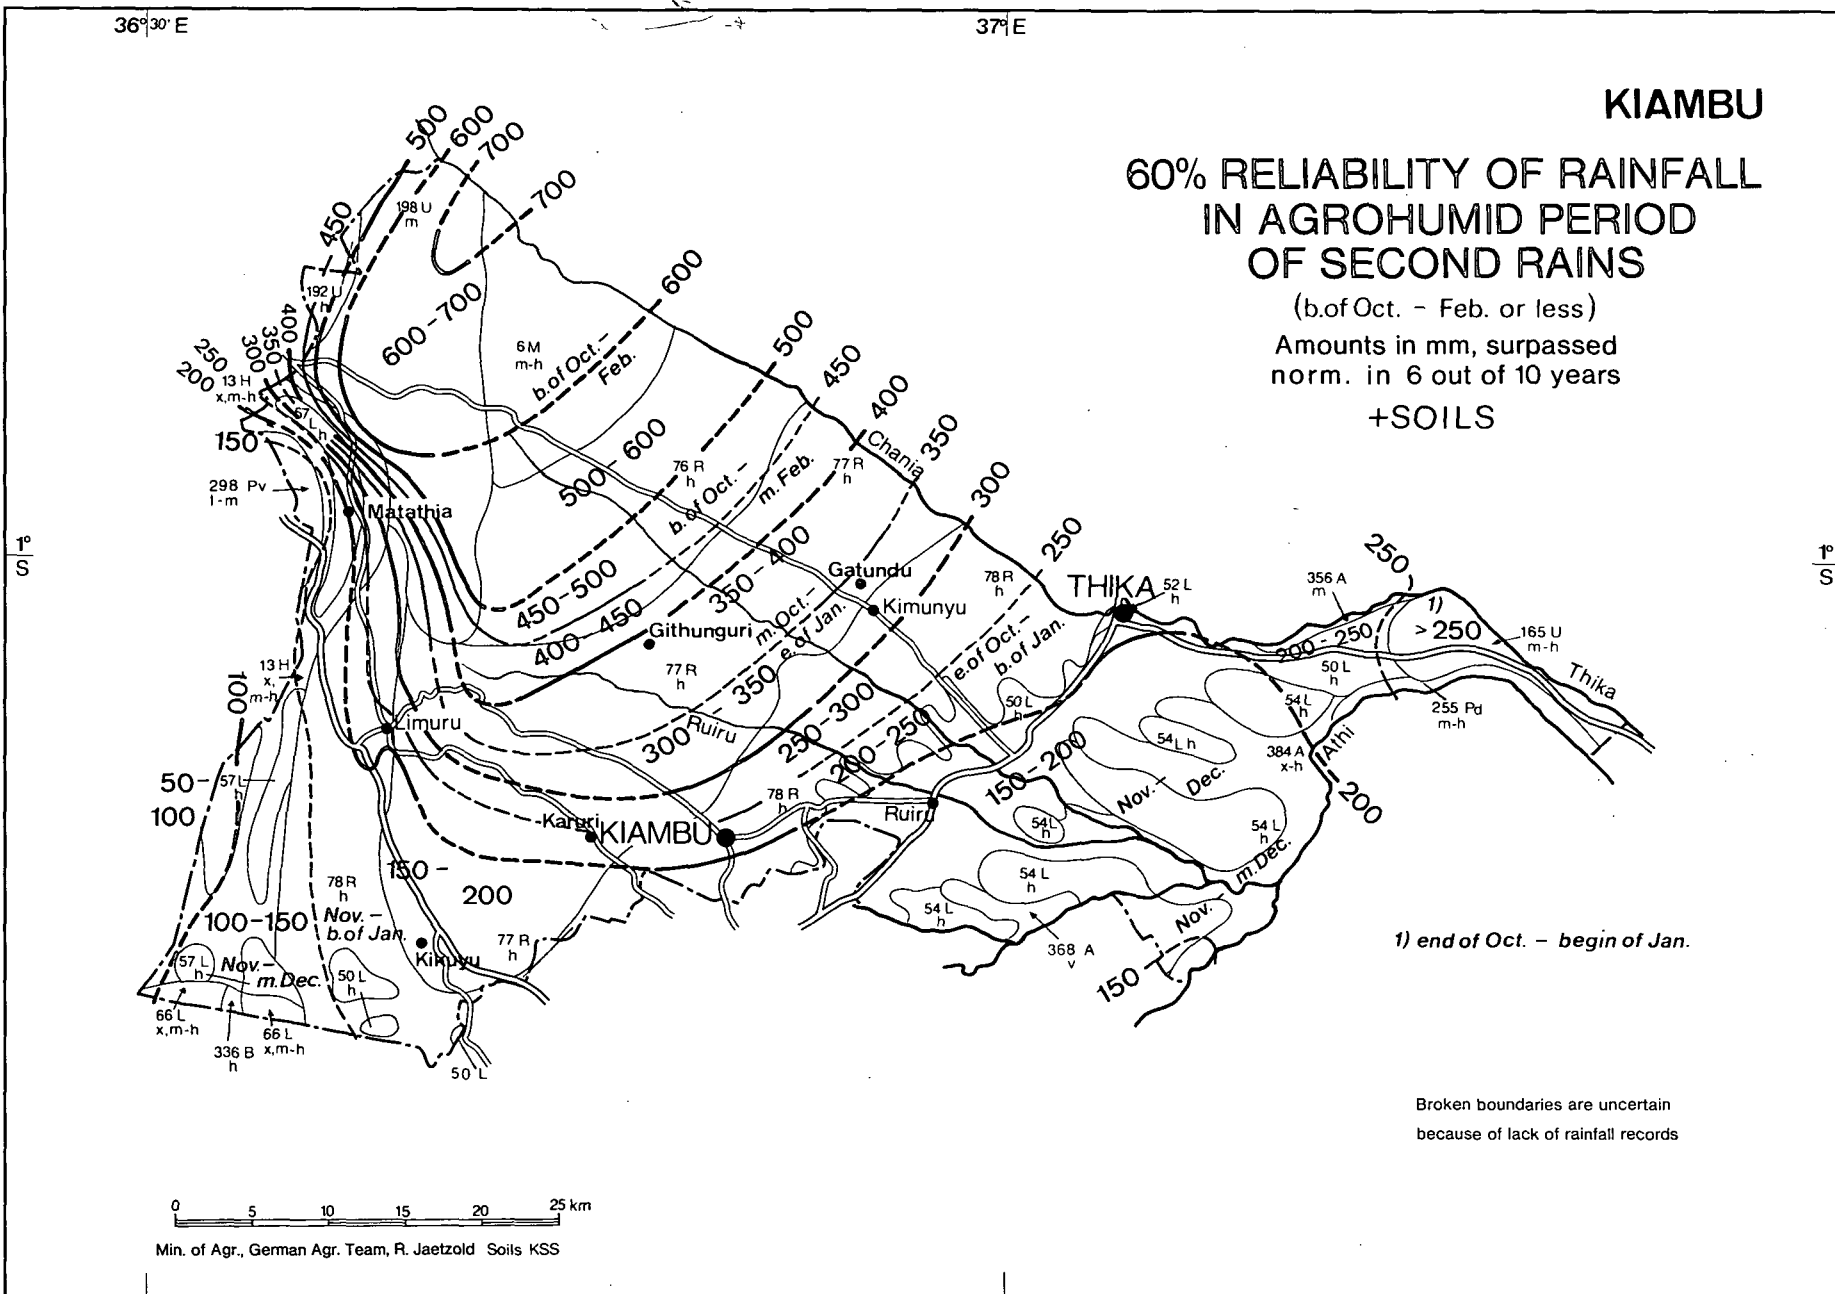 36°30' E
37° E
KIAMBU
60% RELIABILITY OF RAINFALL
IN AGROHUMID PERIOD
OF SECOND RAINS
(b.of Oct. - Feb. or less)
Amounts in mm, surpassed
norm. in 6 out of 10 years
+SOILS
500
600
700
700
450
198 U
m
192 U
h
600
600-700
400
350
300
250
200
13 H
x,m-h
67
L
h
150
6 M
m-h
b.of Oct.-
Feb.
500
450
400
350
300
250
Chania
500-600
76 R
h
b.of Oct.-
m. Feb.
77 R
h
298 Pv
l-m
Matathia
1°
S
1°
S
450-500
400-450
350-400
Gatundu
Kimunyu
Githunguri
m.Oct.-
e.of Jan.
78 R
h
THIKA
52 L
h
250
356 A
m
1)
>250
200-250
165 U
m-h
50 L
h
Thika
255 Pd
m-h
13 H
x,
m-h
100
77 R
h
300-350
Ruiru
e.of Oct.-
b.of Jan.
50 L
h
250-300
200-250
54 L
h
54 L h
384 A
x-h
Athi
200
Limuru
50-
100
57 L
h
150-200
Nov.-
Dec.
78 R
h
Ruiru
Karuri
KIAMBU
54 L
h
54 L
h
m.Dec.
Nov.-
54 L
h
54 L
h
368 A
v
150
150-
200
78 R
h
100-150
Nov.-
b.of Jan.
Kikuyu
77 R
h
57 L
h
Nov.-
m.Dec.
50 L
h
66 L
x,m-h
336 B
h
66 L
x,m-h
50 L
1) end of Oct. - begin of Jan.
Broken boundaries are uncertain
because of lack of rainfall records
0 5 10 15 20 25 km
Min. of Agr., German Agr. Team, R. Jaetzold Soils KSS